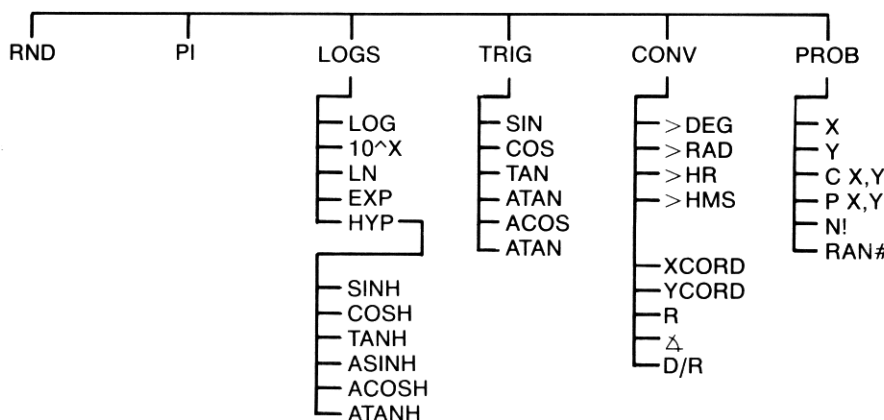 RND PI LOGS TRIG CONV PROB
LOG
10^X
LN
EXP
HYP
SINH
COSH
TANH
ASINH
ACOSH
ATANH
SIN
COS
TAN
ATAN
ACOS
ATAN
>DEG
>RAD
>HR
>HMS
XCORD
YCORD
R
∡
D/R
X
Y
C X,Y
P X,Y
N!
RAN#